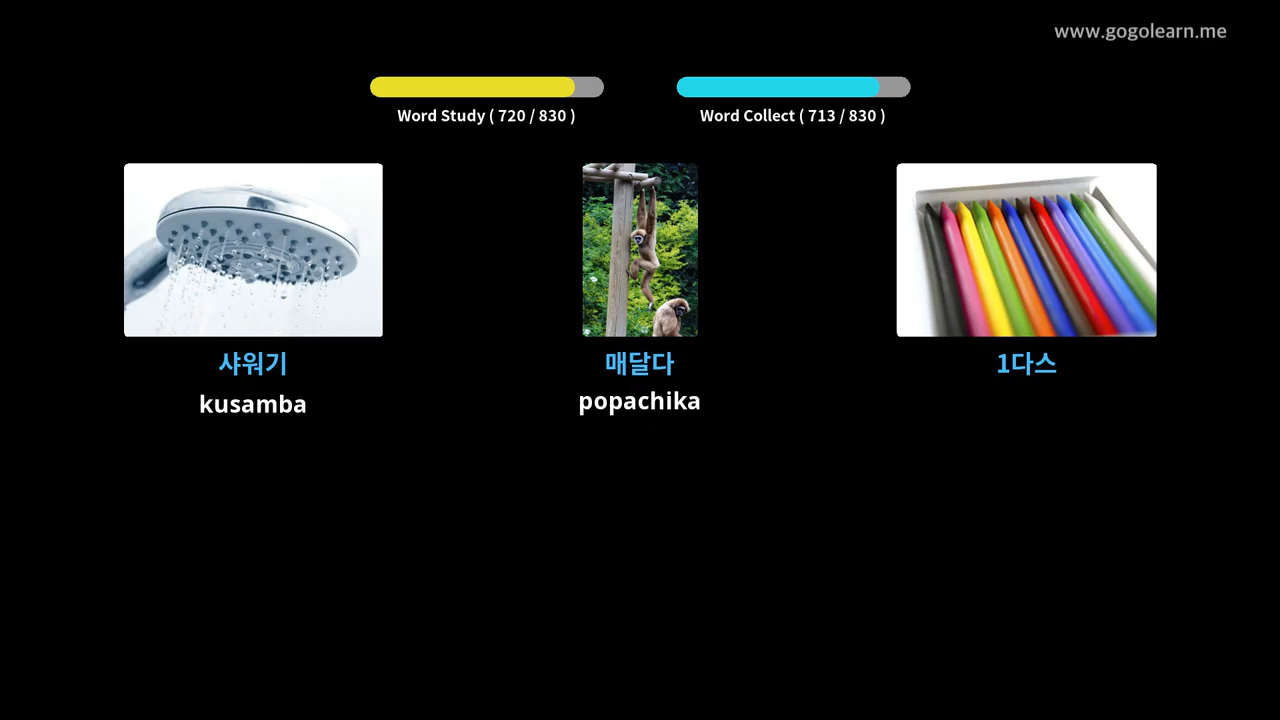 www.gogolearn.me
Word Study ( 720 / 830 )
Word Collect ( 713 / 830 )
샤워기
매달다
1다스
kusamba
popachika